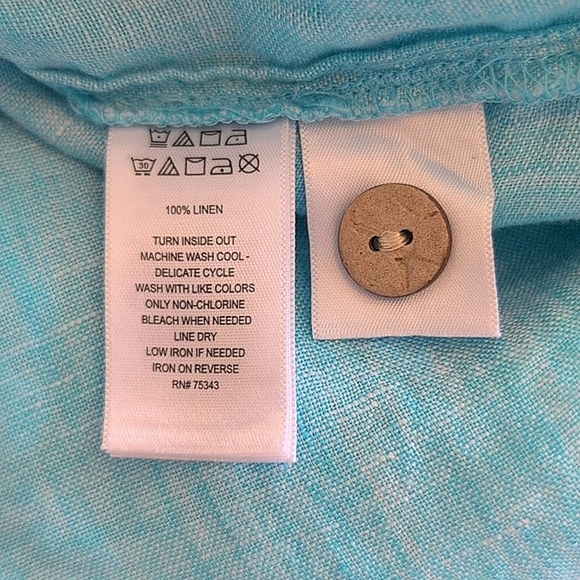 30
100% LINEN
TURN INSIDE OUT
MACHINE WASH COOL -
DELICATE CYCLE
WASH WITH LIKE COLORS
ONLY NON-CHLORINE
BLEACH WHEN NEEDED
LINE DRY
LOW IRON IF NEEDED
IRON ON REVERSE
RN# 75343